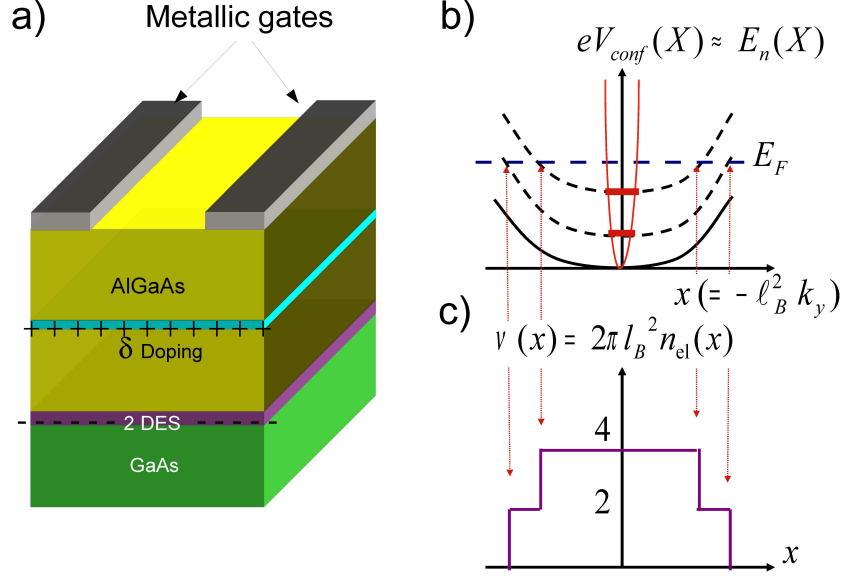 a)
Metallic gates
AlGaAs
δ Doping
2 DES
GaAs
b)
eV_conf(X) ≈ E_n(X)
E_F
x (= − ℓ_B^2 k_y)
c)
ν (x) = 2π l_B^2 n_el(x)
4
2
x